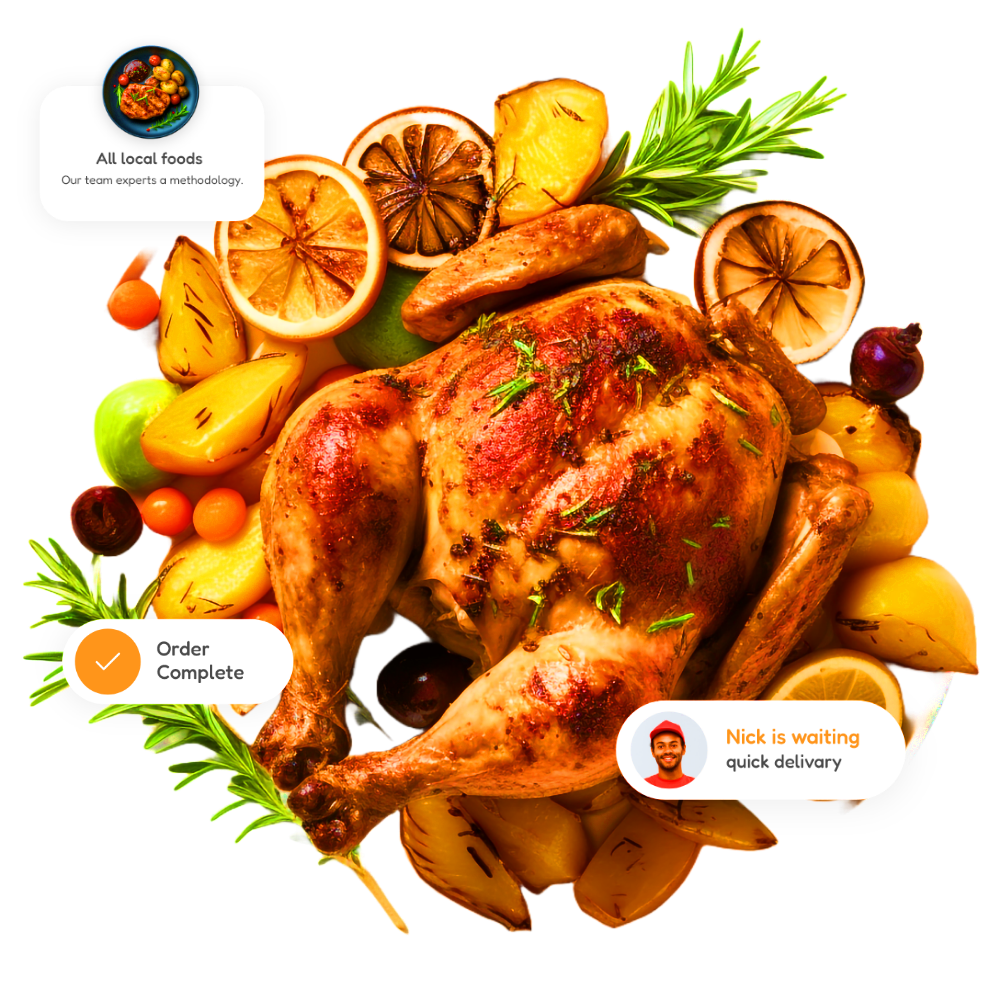 All local foods
Our team experts a methodology.
Order
Complete
Nick is waiting
quick delivary